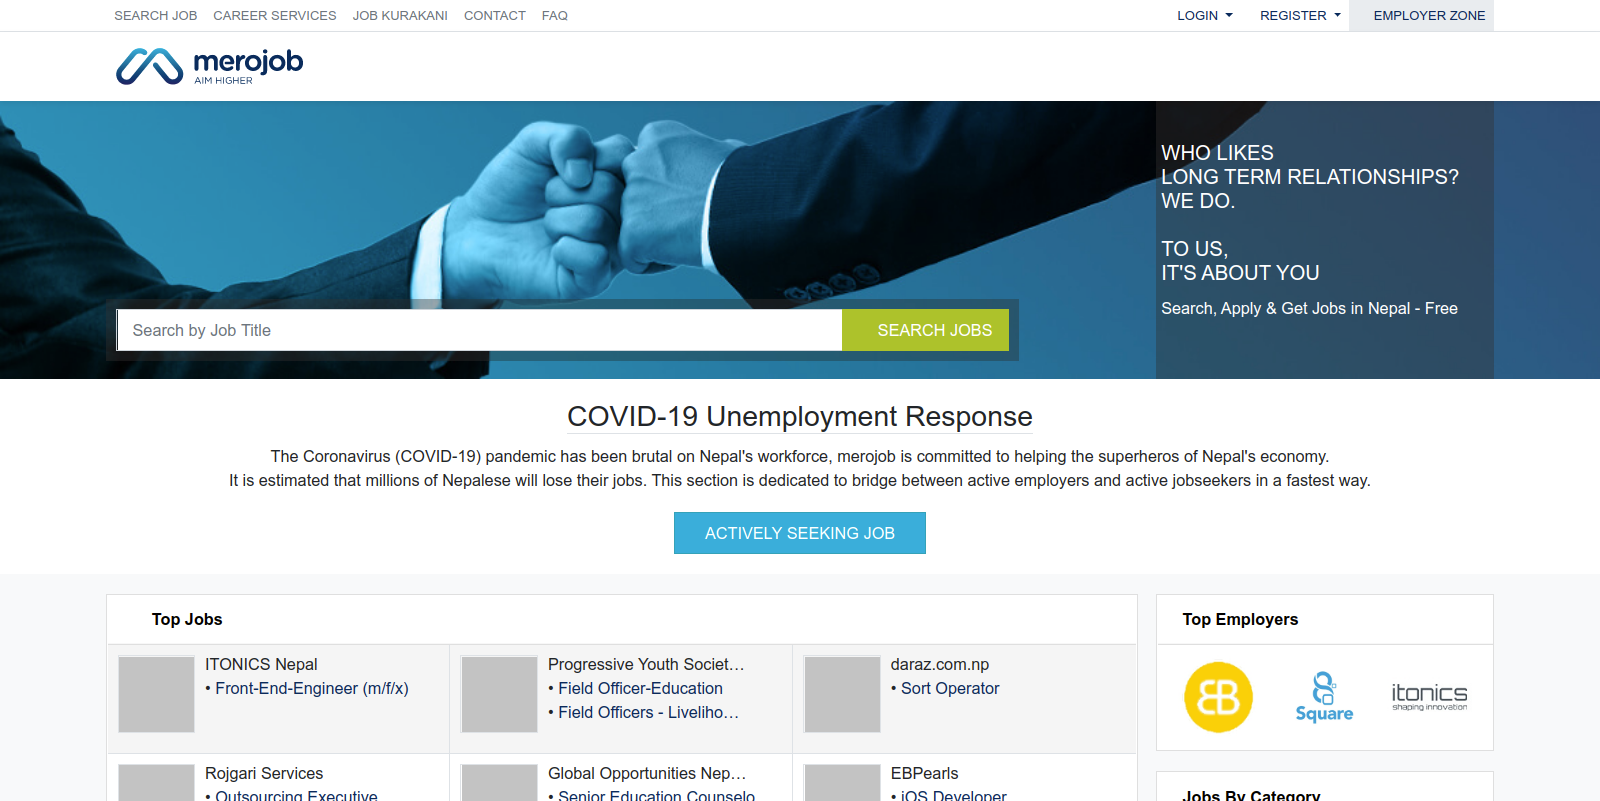 SEARCH JOB CAREER SERVICES JOB KURAKANI CONTACT FAQ LOGIN REGISTER EMPLOYER ZONE
merojob
AIM HIGHER
WHO LIKES
LONG TERM RELATIONSHIPS?
WE DO.
TO US,
IT'S ABOUT YOU
Search, Apply & Get Jobs in Nepal - Free
Search by Job Title SEARCH JOBS
COVID-19 Unemployment Response
The Coronavirus (COVID-19) pandemic has been brutal on Nepal's workforce, merojob is committed to helping the superheros of Nepal's economy.
It is estimated that millions of Nepalese will lose their jobs. This section is dedicated to bridge between active employers and active jobseekers in a fastest way.
ACTIVELY SEEKING JOB
Top Jobs
ITONICS Nepal
• Front-End-Engineer (m/f/x)
Progressive Youth Societ…
• Field Officer-Education
• Field Officers - Liveliho…
daraz.com.np
• Sort Operator
Rojgari Services
• Outsourcing Executive
Global Opportunities Nep…
• Senior Education Counselo
EBPearls
• iOS Developer
Top Employers
EB
Square
itonics
shaping innovation
Jobs By Category